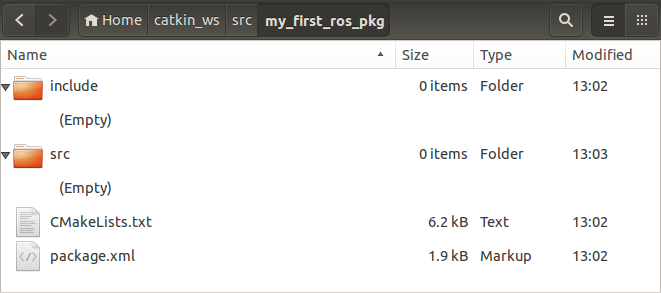 Home catkin_ws src my_first_ros_pkg
Name Size Type Modified
include 0 items Folder 13:02
(Empty)
src 0 items Folder 13:03
(Empty)
CMakeLists.txt 6.2 kB Text 13:02
package.xml 1.9 kB Markup 13:02